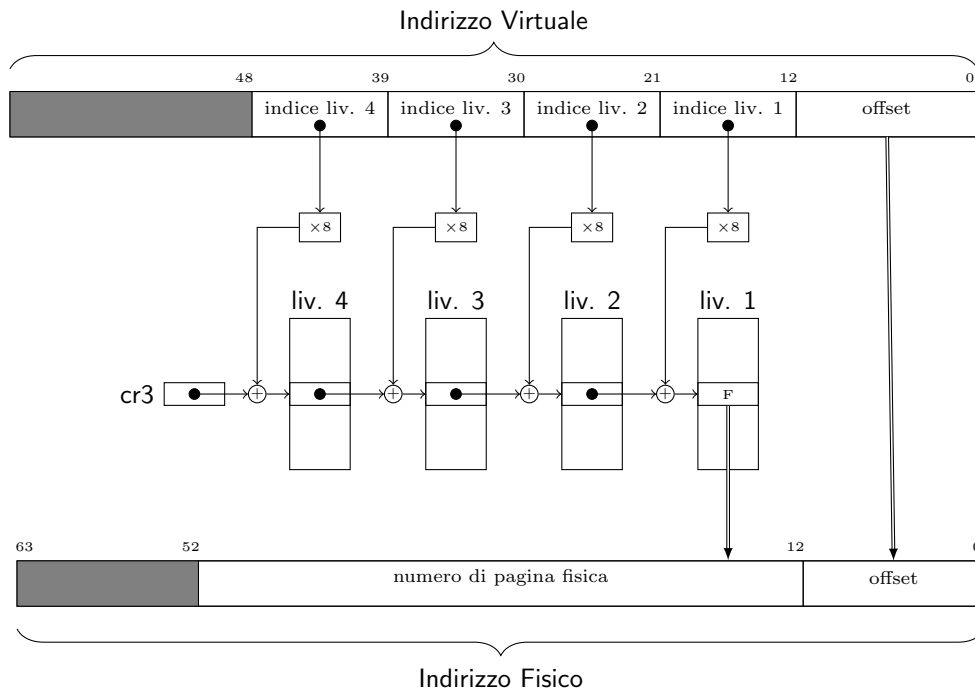 Indirizzo Virtuale
48 39 30 21 12 0
indice liv. 4 indice liv. 3 indice liv. 2 indice liv. 1 offset
×8 ×8 ×8 ×8
liv. 4 liv. 3 liv. 2 liv. 1
cr3 + + + + F
63 52 12 0
numero di pagina fisica offset
Indirizzo Fisico